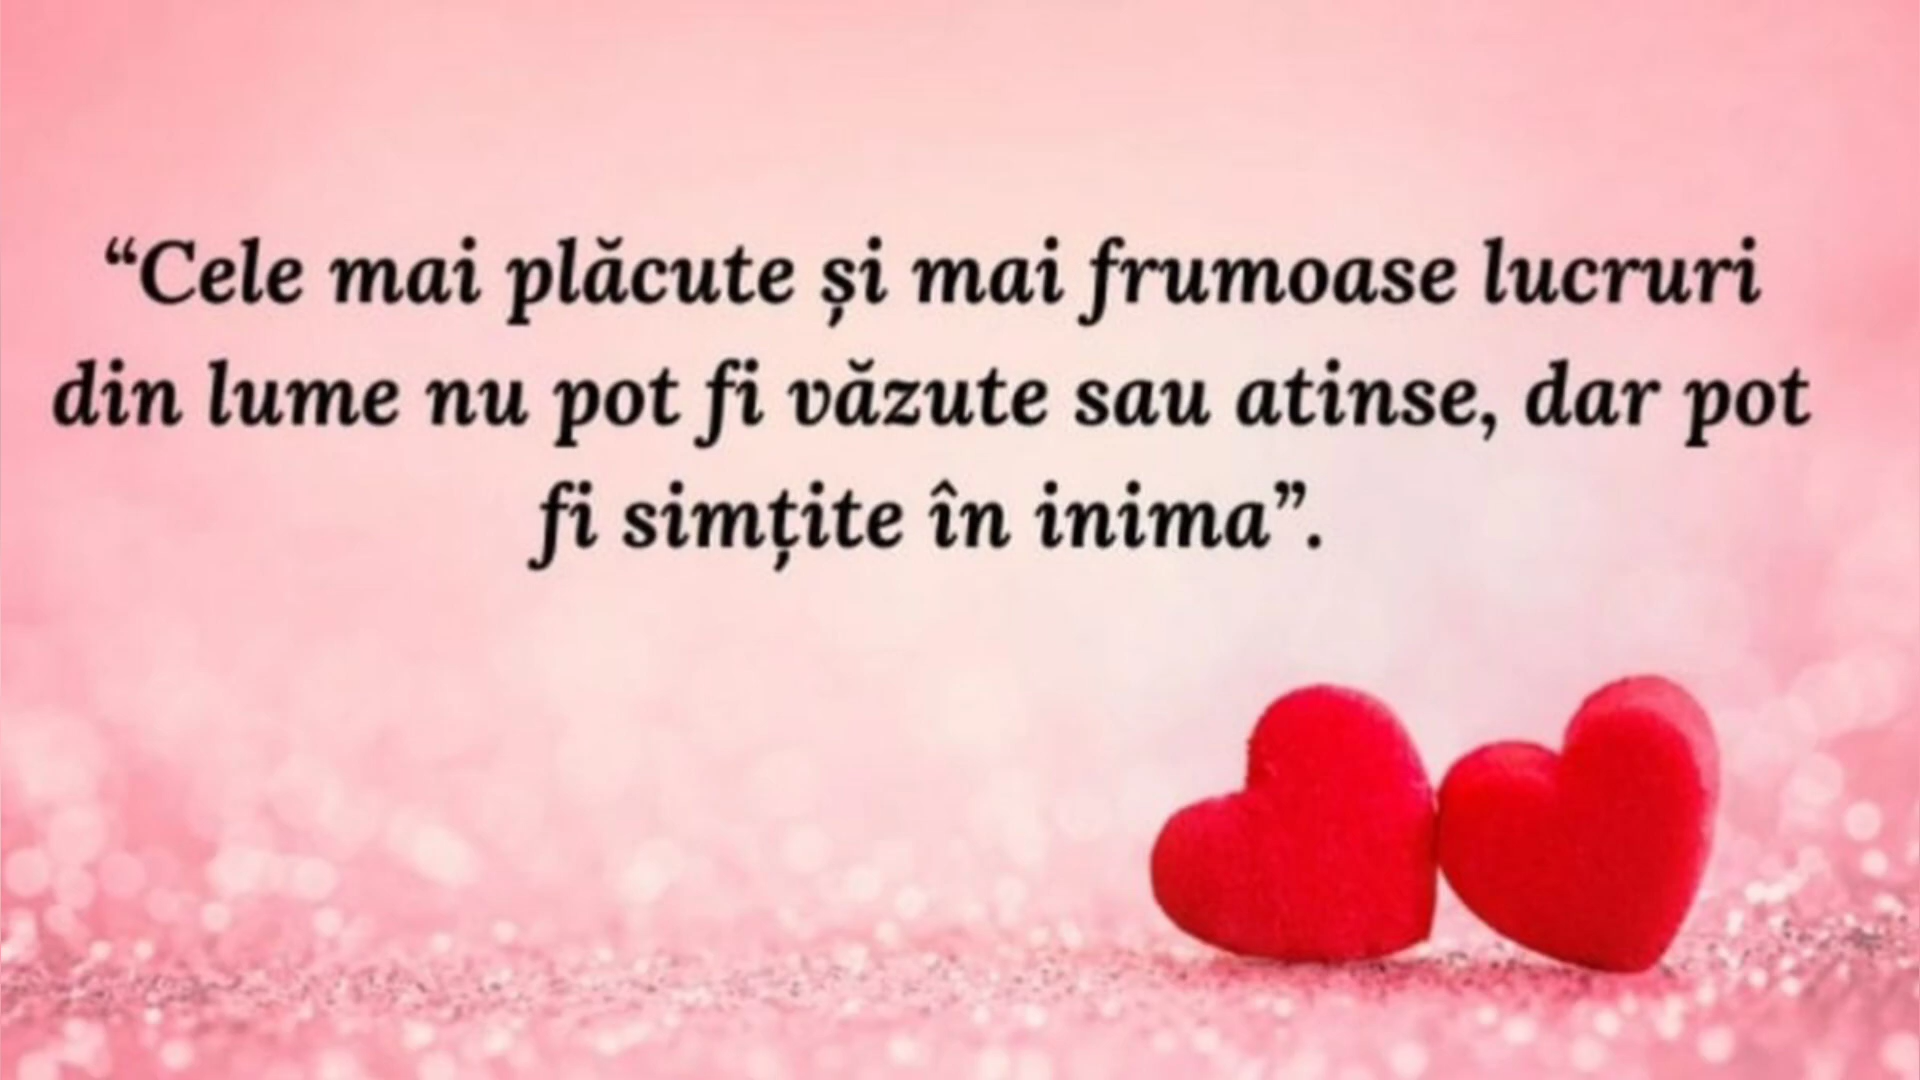 “Cele mai plăcute și mai frumoase lucruri
din lume nu pot fi văzute sau atinse, dar pot
fi simțite în inima”.